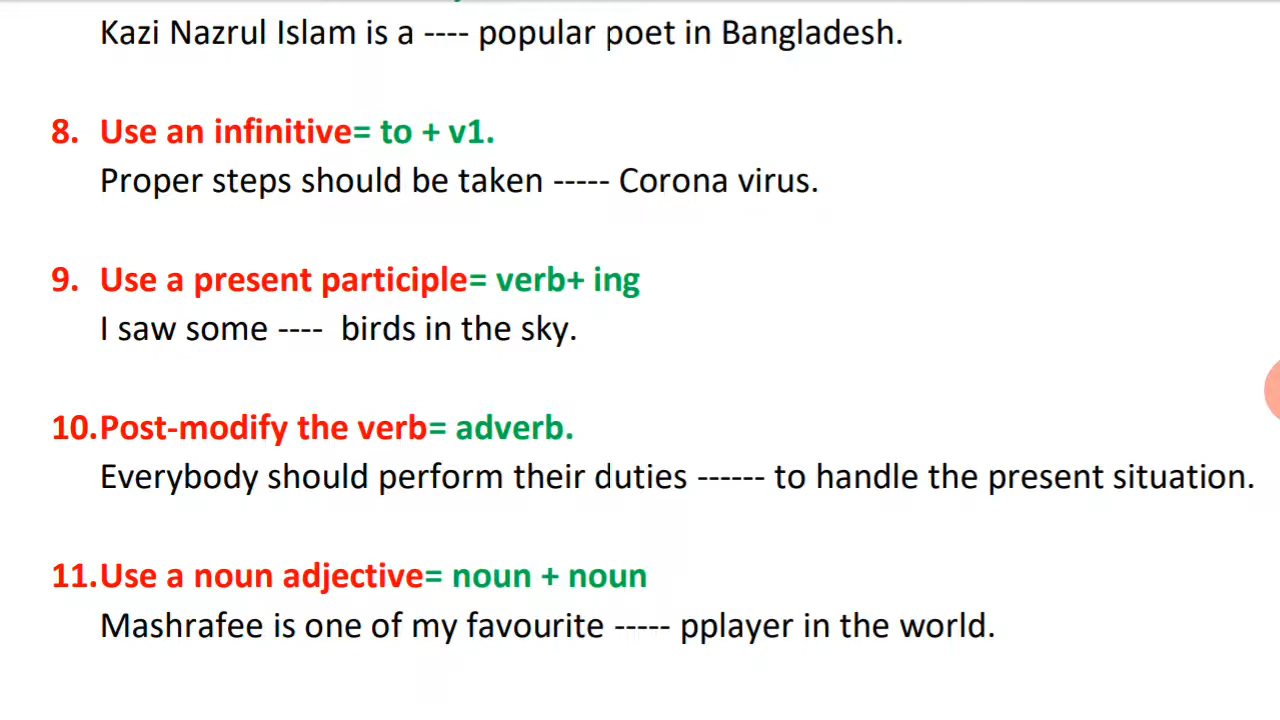 Kazi Nazrul Islam is a ---- popular poet in Bangladesh.
8. Use an infinitive= to + v1.
Proper steps should be taken ----- Corona virus.
9. Use a present participle= verb+ ing
I saw some ---- birds in the sky.
10.Post-modify the verb= adverb.
Everybody should perform their duties ------ to handle the present situation.
11.Use a noun adjective= noun + noun
Mashrafee is one of my favourite ----- pplayer in the world.